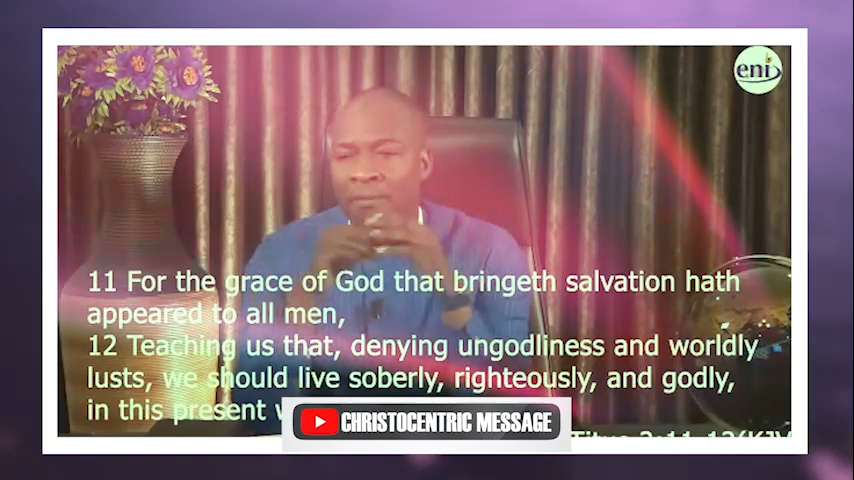 eni
11 For the grace of God that bringeth salvation hath
appeared to all men,
12 Teaching us that, denying ungodliness and worldly
lusts, we should live soberly, righteously, and godly,
in this present
CHRISTOCENTRIC MESSAGE
Titus 2:11-12(KJV